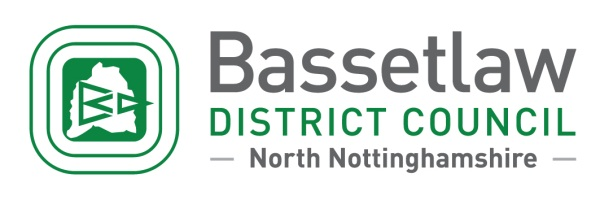 Bassetlaw
DISTRICT COUNCIL
North Nottinghamshire